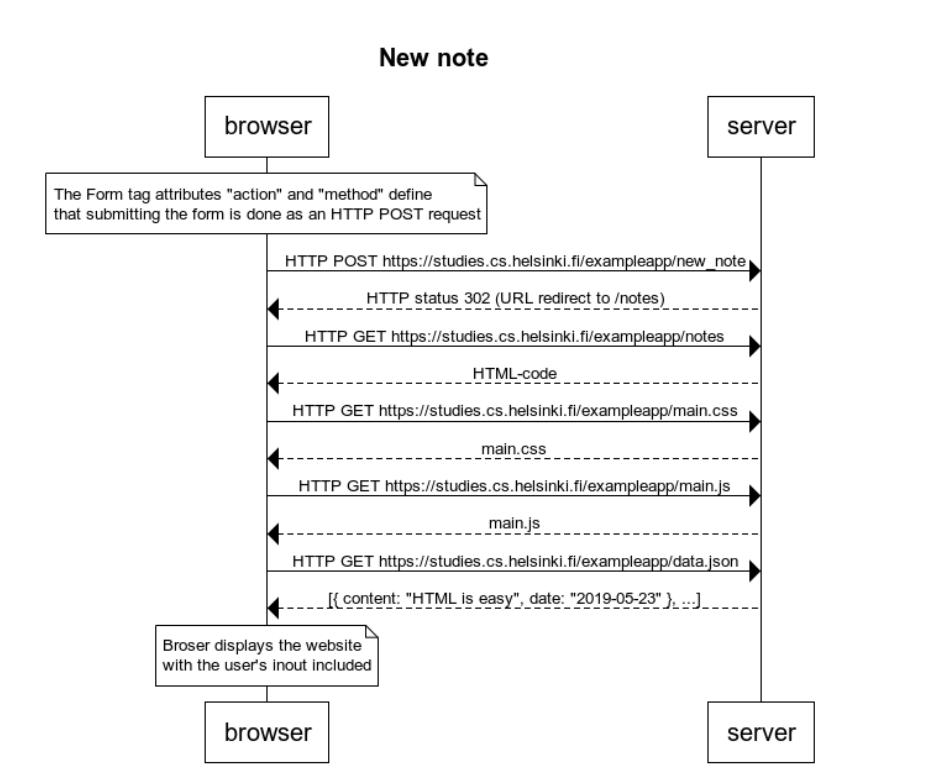 New note
browser
server
The Form tag attributes "action" and "method" define
that submitting the form is done as an HTTP POST request
HTTP POST https://studies.cs.helsinki.fi/exampleapp/new_note
HTTP status 302 (URL redirect to /notes)
HTTP GET https://studies.cs.helsinki.fi/exampleapp/notes
HTML-code
HTTP GET https://studies.cs.helsinki.fi/exampleapp/main.css
main.css
HTTP GET https://studies.cs.helsinki.fi/exampleapp/main.js
main.js
HTTP GET https://studies.cs.helsinki.fi/exampleapp/data.json
[{ content: "HTML is easy", date: "2019-05-23" }, ...]
Broser displays the website
with the user's inout included
browser
server